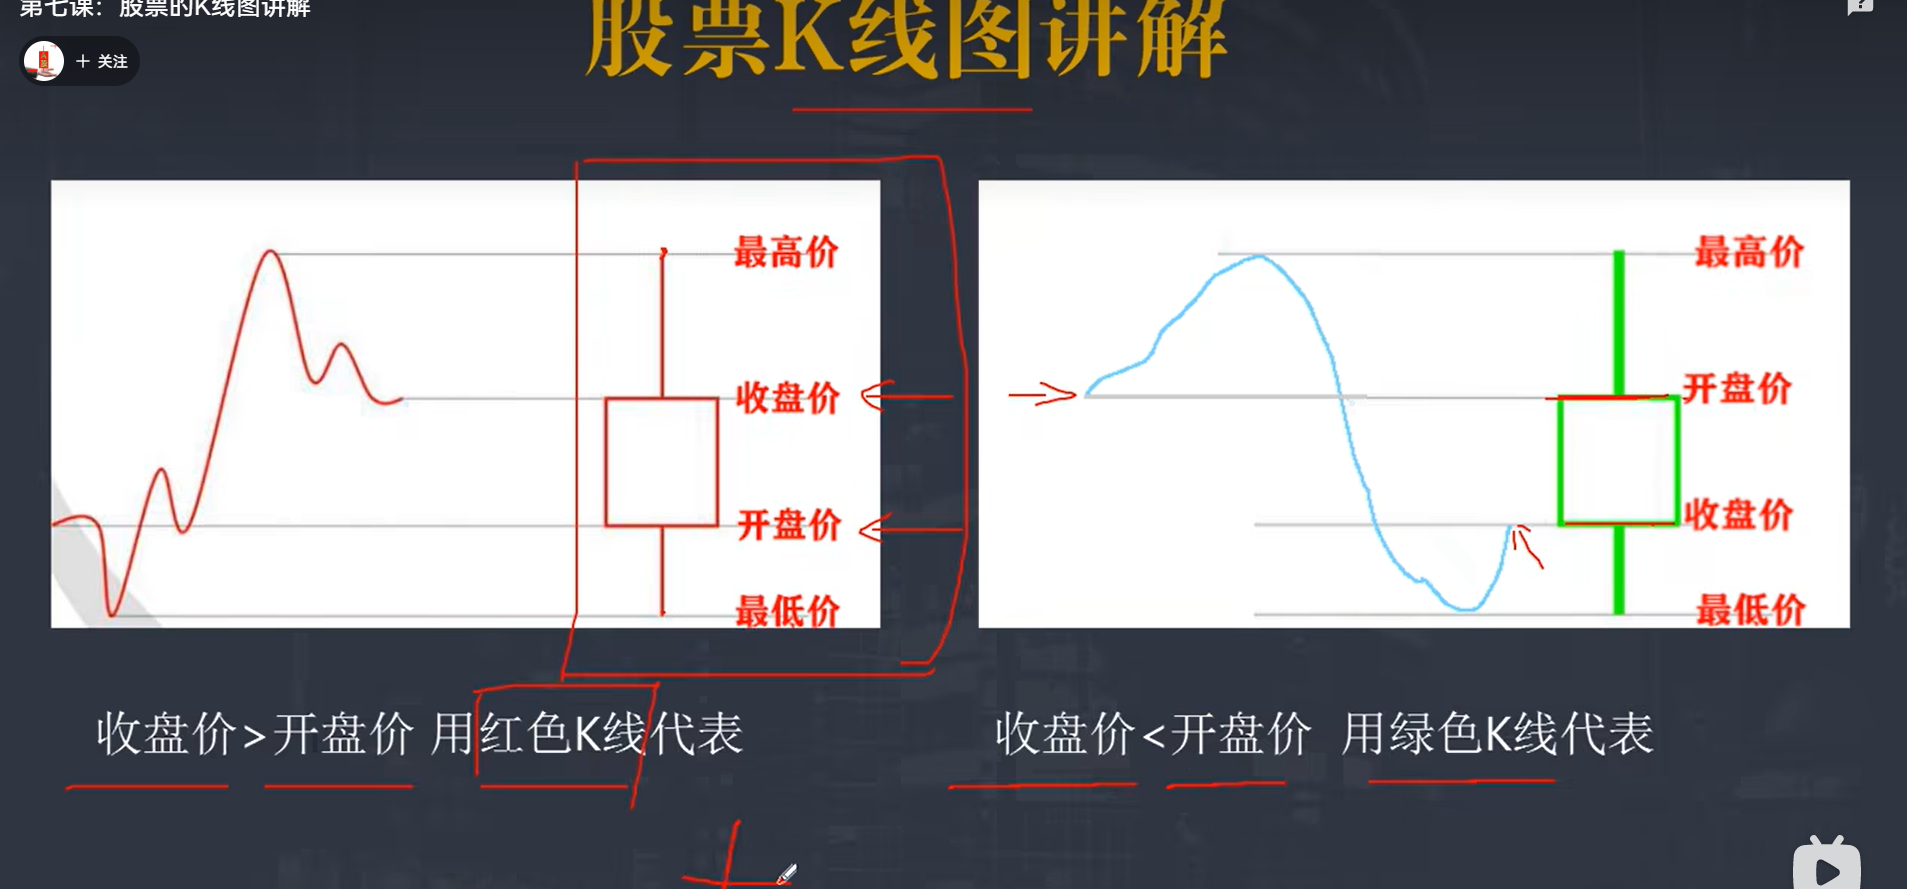 第七课：股票的K线图讲解
+ 关注
股票K线图讲解
最高价
收盘价
开盘价
最低价
最高价
开盘价
收盘价
最低价
收盘价>开盘价 用红色K线代表
收盘价<开盘价 用绿色K线代表